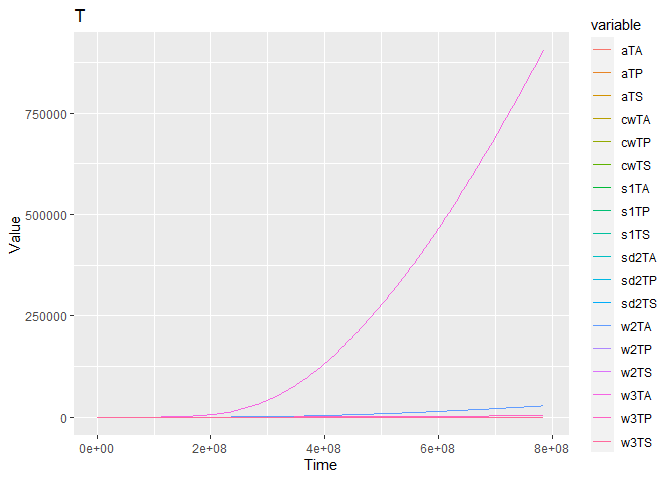 T
Value
750000
500000
250000
0
0e+00
2e+08
4e+08
6e+08
8e+08
Time
variable
aTA
aTP
aTS
cwTA
cwTP
cwTS
s1TA
s1TP
s1TS
sd2TA
sd2TP
sd2TS
w2TA
w2TP
w2TS
w3TA
w3TP
w3TS